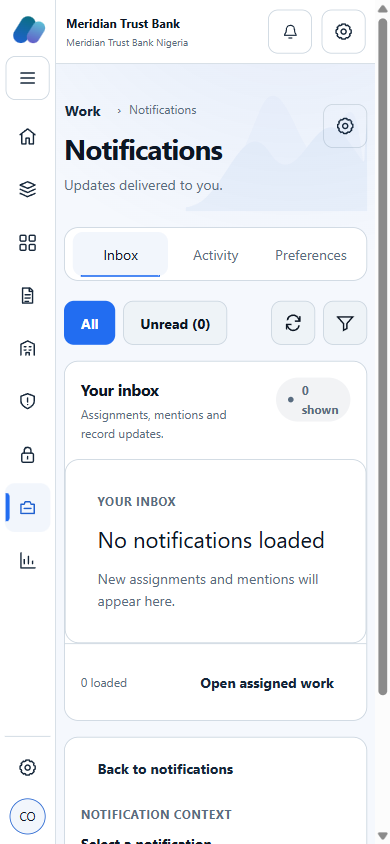 Meridian Trust Bank
Meridian Trust Bank Nigeria
Work › Notifications
Notifications
Updates delivered to you.
Inbox Activity Preferences
All Unread (0)
Your inbox
0 shown
Assignments, mentions and
record updates.
YOUR INBOX
No notifications loaded
New assignments and mentions will
appear here.
0 loaded Open assigned work
Back to notifications
NOTIFICATION CONTEXT
Select a notification
CO